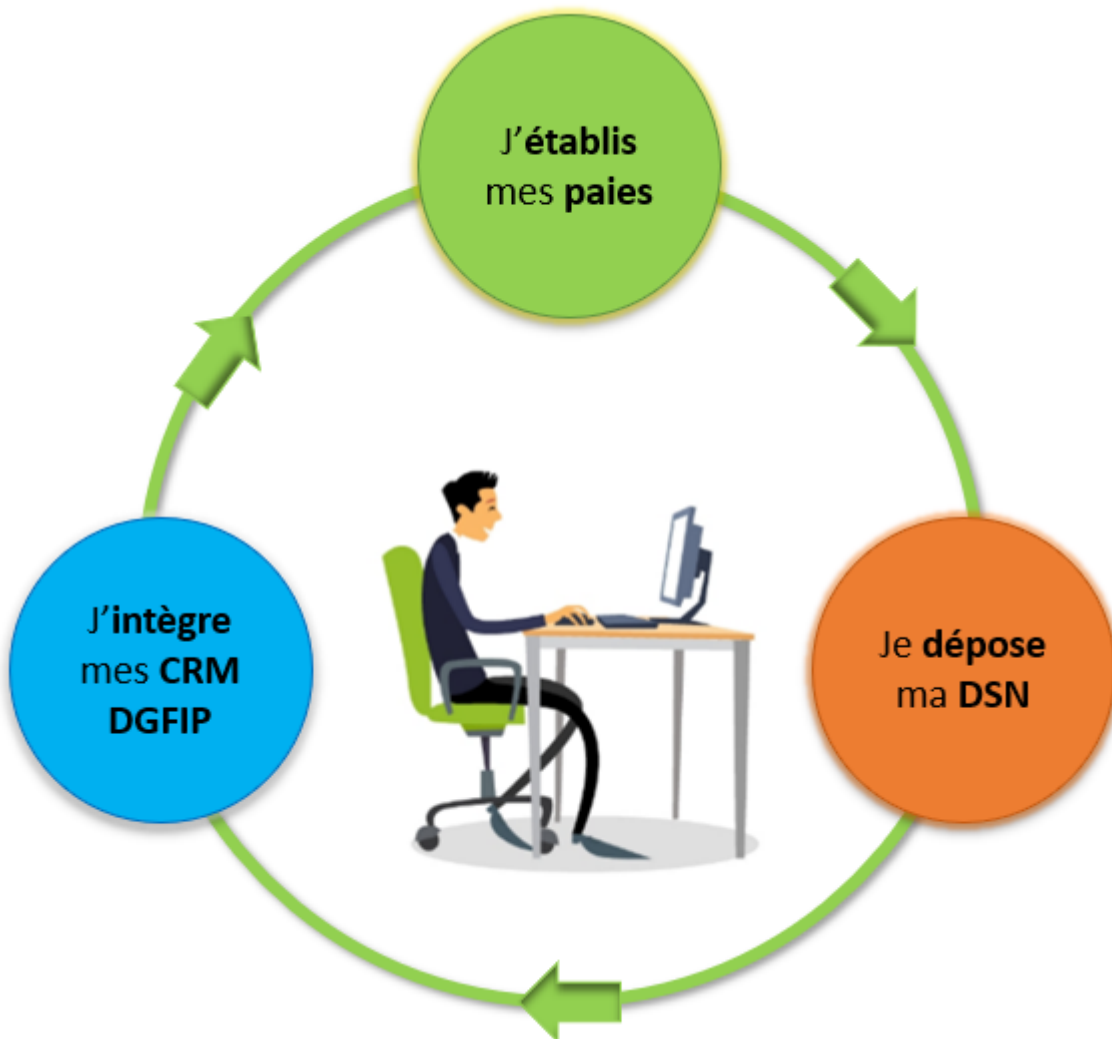 J’établis
mes paies
Je dépose
ma DSN
J’intègre
mes CRM
DGFIP